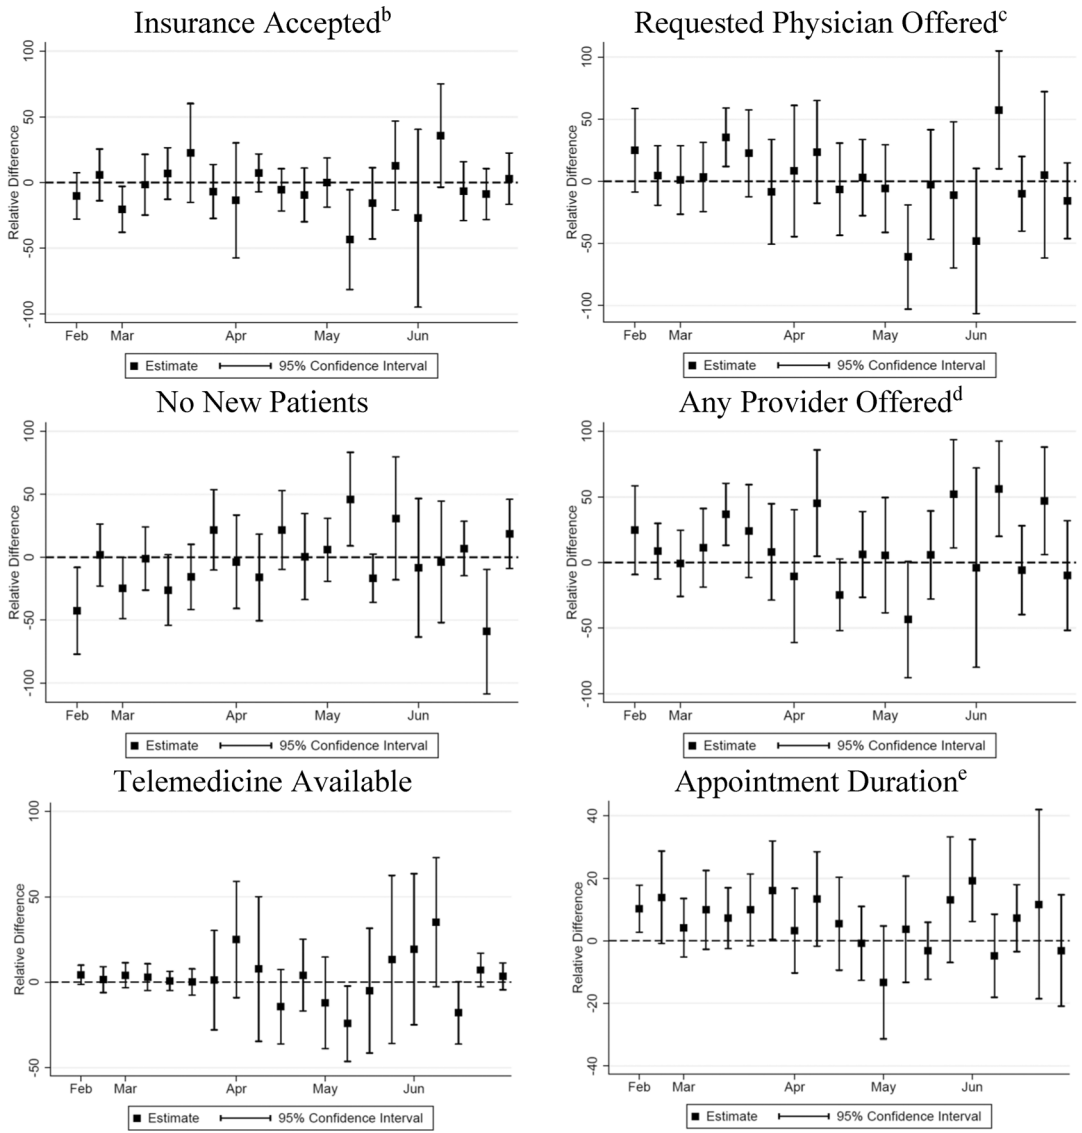 Insurance Acceptedᵇ
Relative Difference
100
50
0
-50
-100
Feb Mar Apr May Jun
Estimate 95% Confidence Interval
Requested Physician Offeredᶜ
Relative Difference
100
50
0
-50
-100
Feb Mar Apr May Jun
Estimate 95% Confidence Interval
No New Patients
Relative Difference
100
50
0
-50
-100
Feb Mar Apr May Jun
Estimate 95% Confidence Interval
Any Provider Offeredᵈ
Relative Difference
100
50
0
-50
-100
Feb Mar Apr May Jun
Estimate 95% Confidence Interval
Telemedicine Available
Relative Difference
100
50
0
-50
Feb Mar Apr May Jun
Estimate 95% Confidence Interval
Appointment Durationᵉ
Relative Difference
40
20
0
-20
-40
Feb Mar Apr May Jun
Estimate 95% Confidence Interval